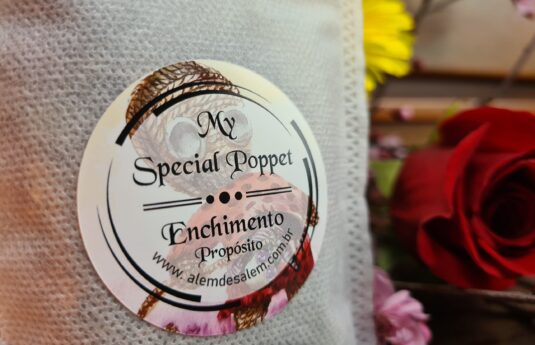 My
Special Poppet
Enchimento
Propósito
www.alemdesalem.com.br